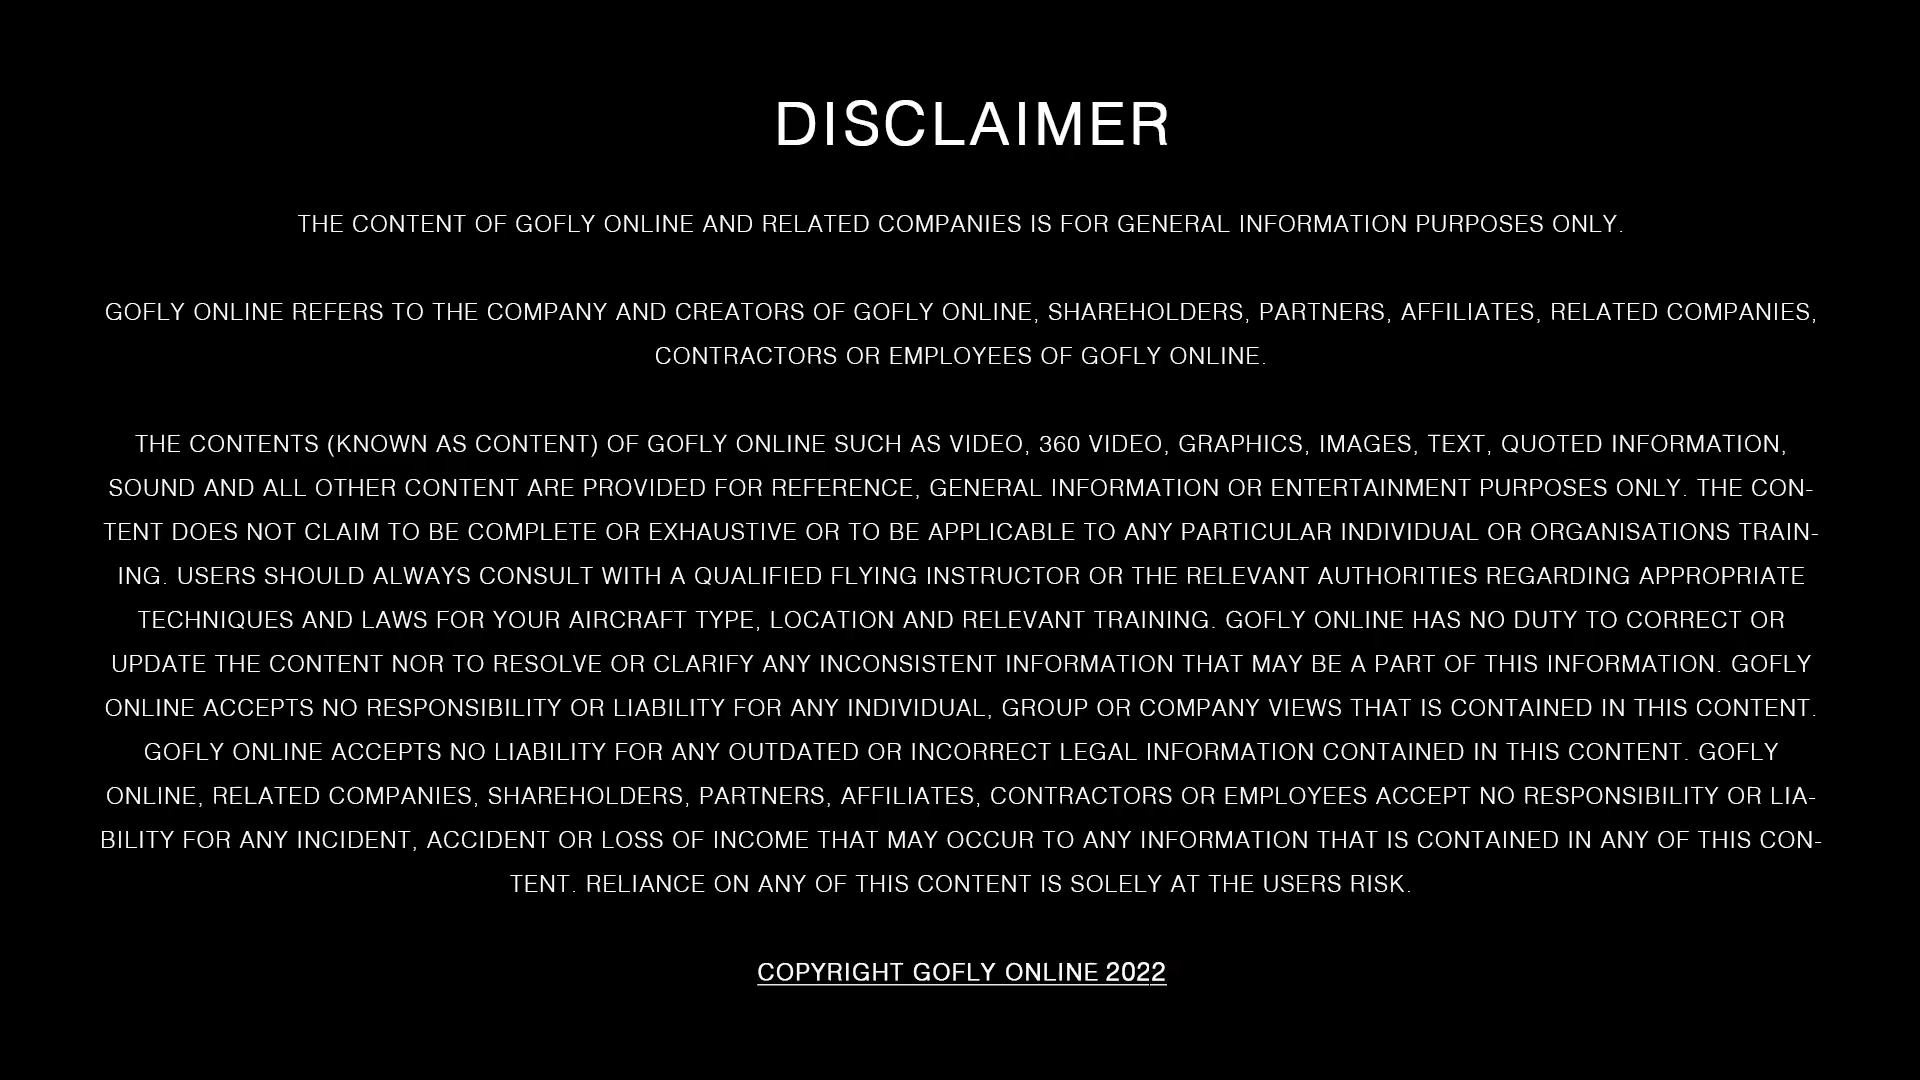 DISCLAIMER
THE CONTENT OF GOFLY ONLINE AND RELATED COMPANIES IS FOR GENERAL INFORMATION PURPOSES ONLY.
GOFLY ONLINE REFERS TO THE COMPANY AND CREATORS OF GOFLY ONLINE, SHAREHOLDERS, PARTNERS, AFFILIATES, RELATED COMPANIES,
CONTRACTORS OR EMPLOYEES OF GOFLY ONLINE.
THE CONTENTS (KNOWN AS CONTENT) OF GOFLY ONLINE SUCH AS VIDEO, 360 VIDEO, GRAPHICS, IMAGES, TEXT, QUOTED INFORMATION,
SOUND AND ALL OTHER CONTENT ARE PROVIDED FOR REFERENCE, GENERAL INFORMATION OR ENTERTAINMENT PURPOSES ONLY. THE CON-
TENT DOES NOT CLAIM TO BE COMPLETE OR EXHAUSTIVE OR TO BE APPLICABLE TO ANY PARTICULAR INDIVIDUAL OR ORGANISATIONS TRAIN-
ING. USERS SHOULD ALWAYS CONSULT WITH A QUALIFIED FLYING INSTRUCTOR OR THE RELEVANT AUTHORITIES REGARDING APPROPRIATE
TECHNIQUES AND LAWS FOR YOUR AIRCRAFT TYPE, LOCATION AND RELEVANT TRAINING. GOFLY ONLINE HAS NO DUTY TO CORRECT OR
UPDATE THE CONTENT NOR TO RESOLVE OR CLARIFY ANY INCONSISTENT INFORMATION THAT MAY BE A PART OF THIS INFORMATION. GOFLY
ONLINE ACCEPTS NO RESPONSIBILITY OR LIABILITY FOR ANY INDIVIDUAL, GROUP OR COMPANY VIEWS THAT IS CONTAINED IN THIS CONTENT.
GOFLY ONLINE ACCEPTS NO LIABILITY FOR ANY OUTDATED OR INCORRECT LEGAL INFORMATION CONTAINED IN THIS CONTENT. GOFLY
ONLINE, RELATED COMPANIES, SHAREHOLDERS, PARTNERS, AFFILIATES, CONTRACTORS OR EMPLOYEES ACCEPT NO RESPONSIBILITY OR LIA-
BILITY FOR ANY INCIDENT, ACCIDENT OR LOSS OF INCOME THAT MAY OCCUR TO ANY INFORMATION THAT IS CONTAINED IN ANY OF THIS CON-
TENT. RELIANCE ON ANY OF THIS CONTENT IS SOLELY AT THE USERS RISK.
COPYRIGHT GOFLY ONLINE 2022